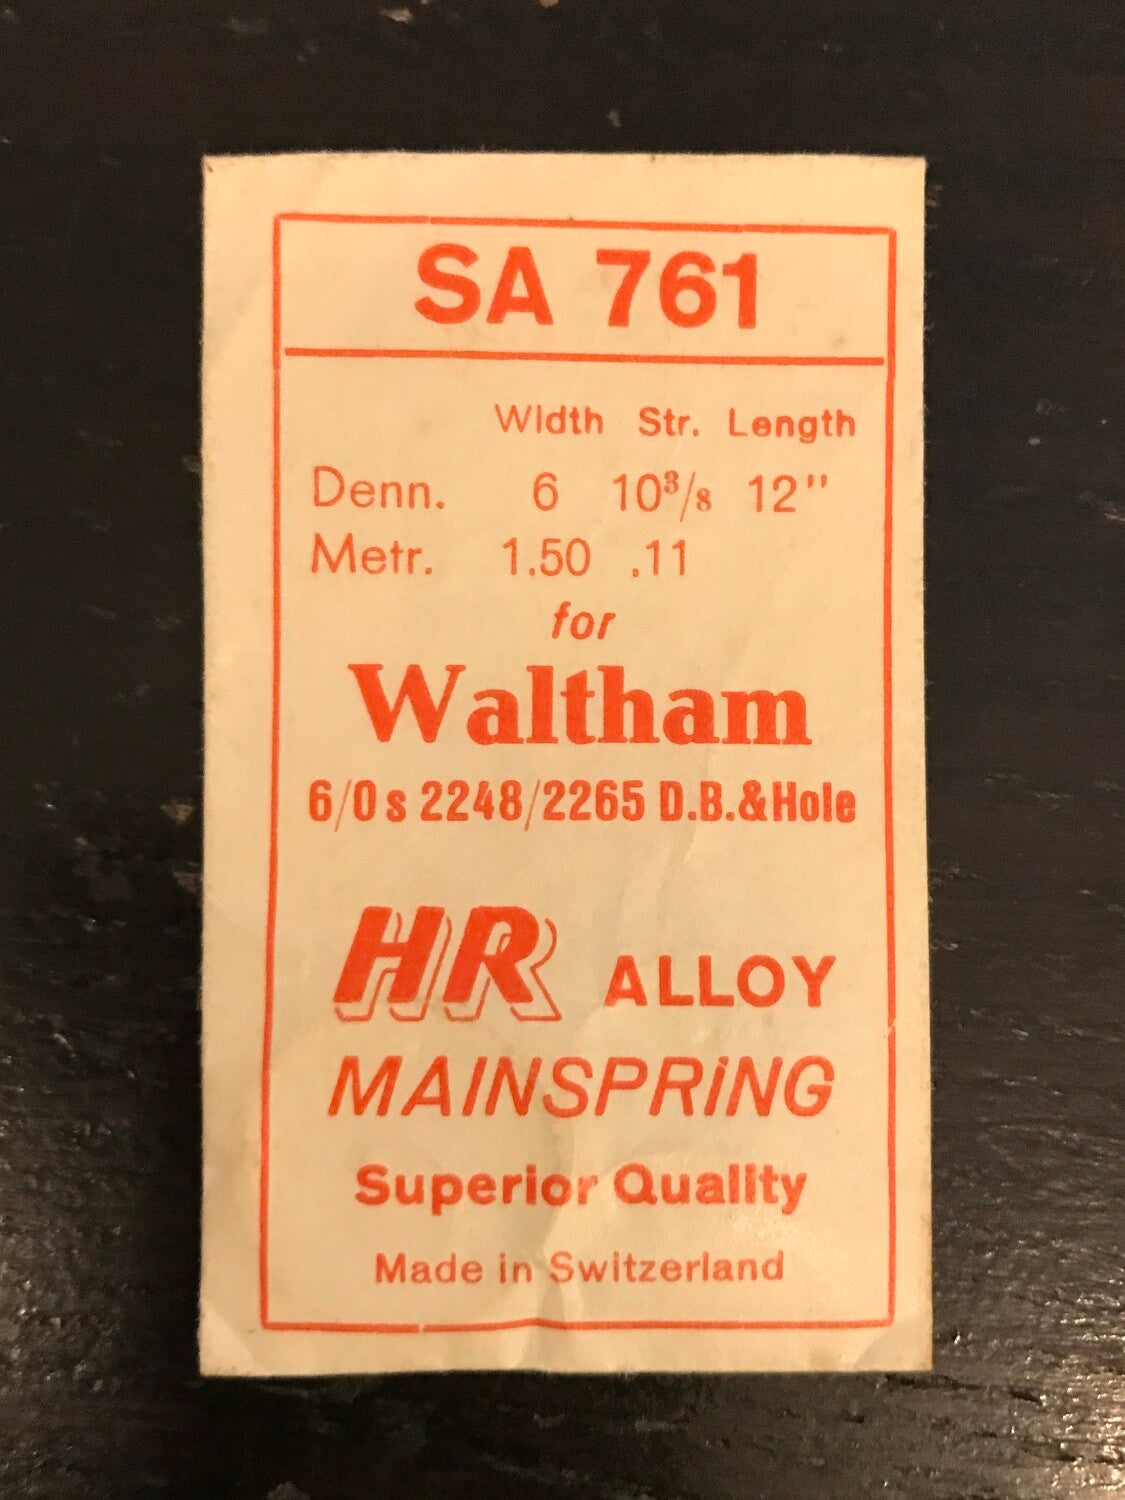 SA 761
Width Str. Length
Denn. 6 10³/8 12"
Metr. 1.50 .11
for
Waltham
6/0 s 2248/2265 D.B.&Hole
HR ALLOY
MAINSPRiNG
Superior Quality
Made in Switzerland